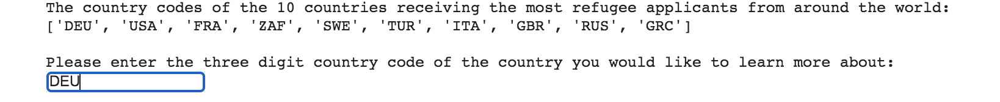 The country codes of the 10 countries receiving the most refugee applicants from around the world:
['DEU', 'USA', 'FRA', 'ZAF', 'SWE', 'TUR', 'ITA', 'GBR', 'RUS', 'GRC']
Please enter the three digit country code of the country you would like to learn more about:
DEU